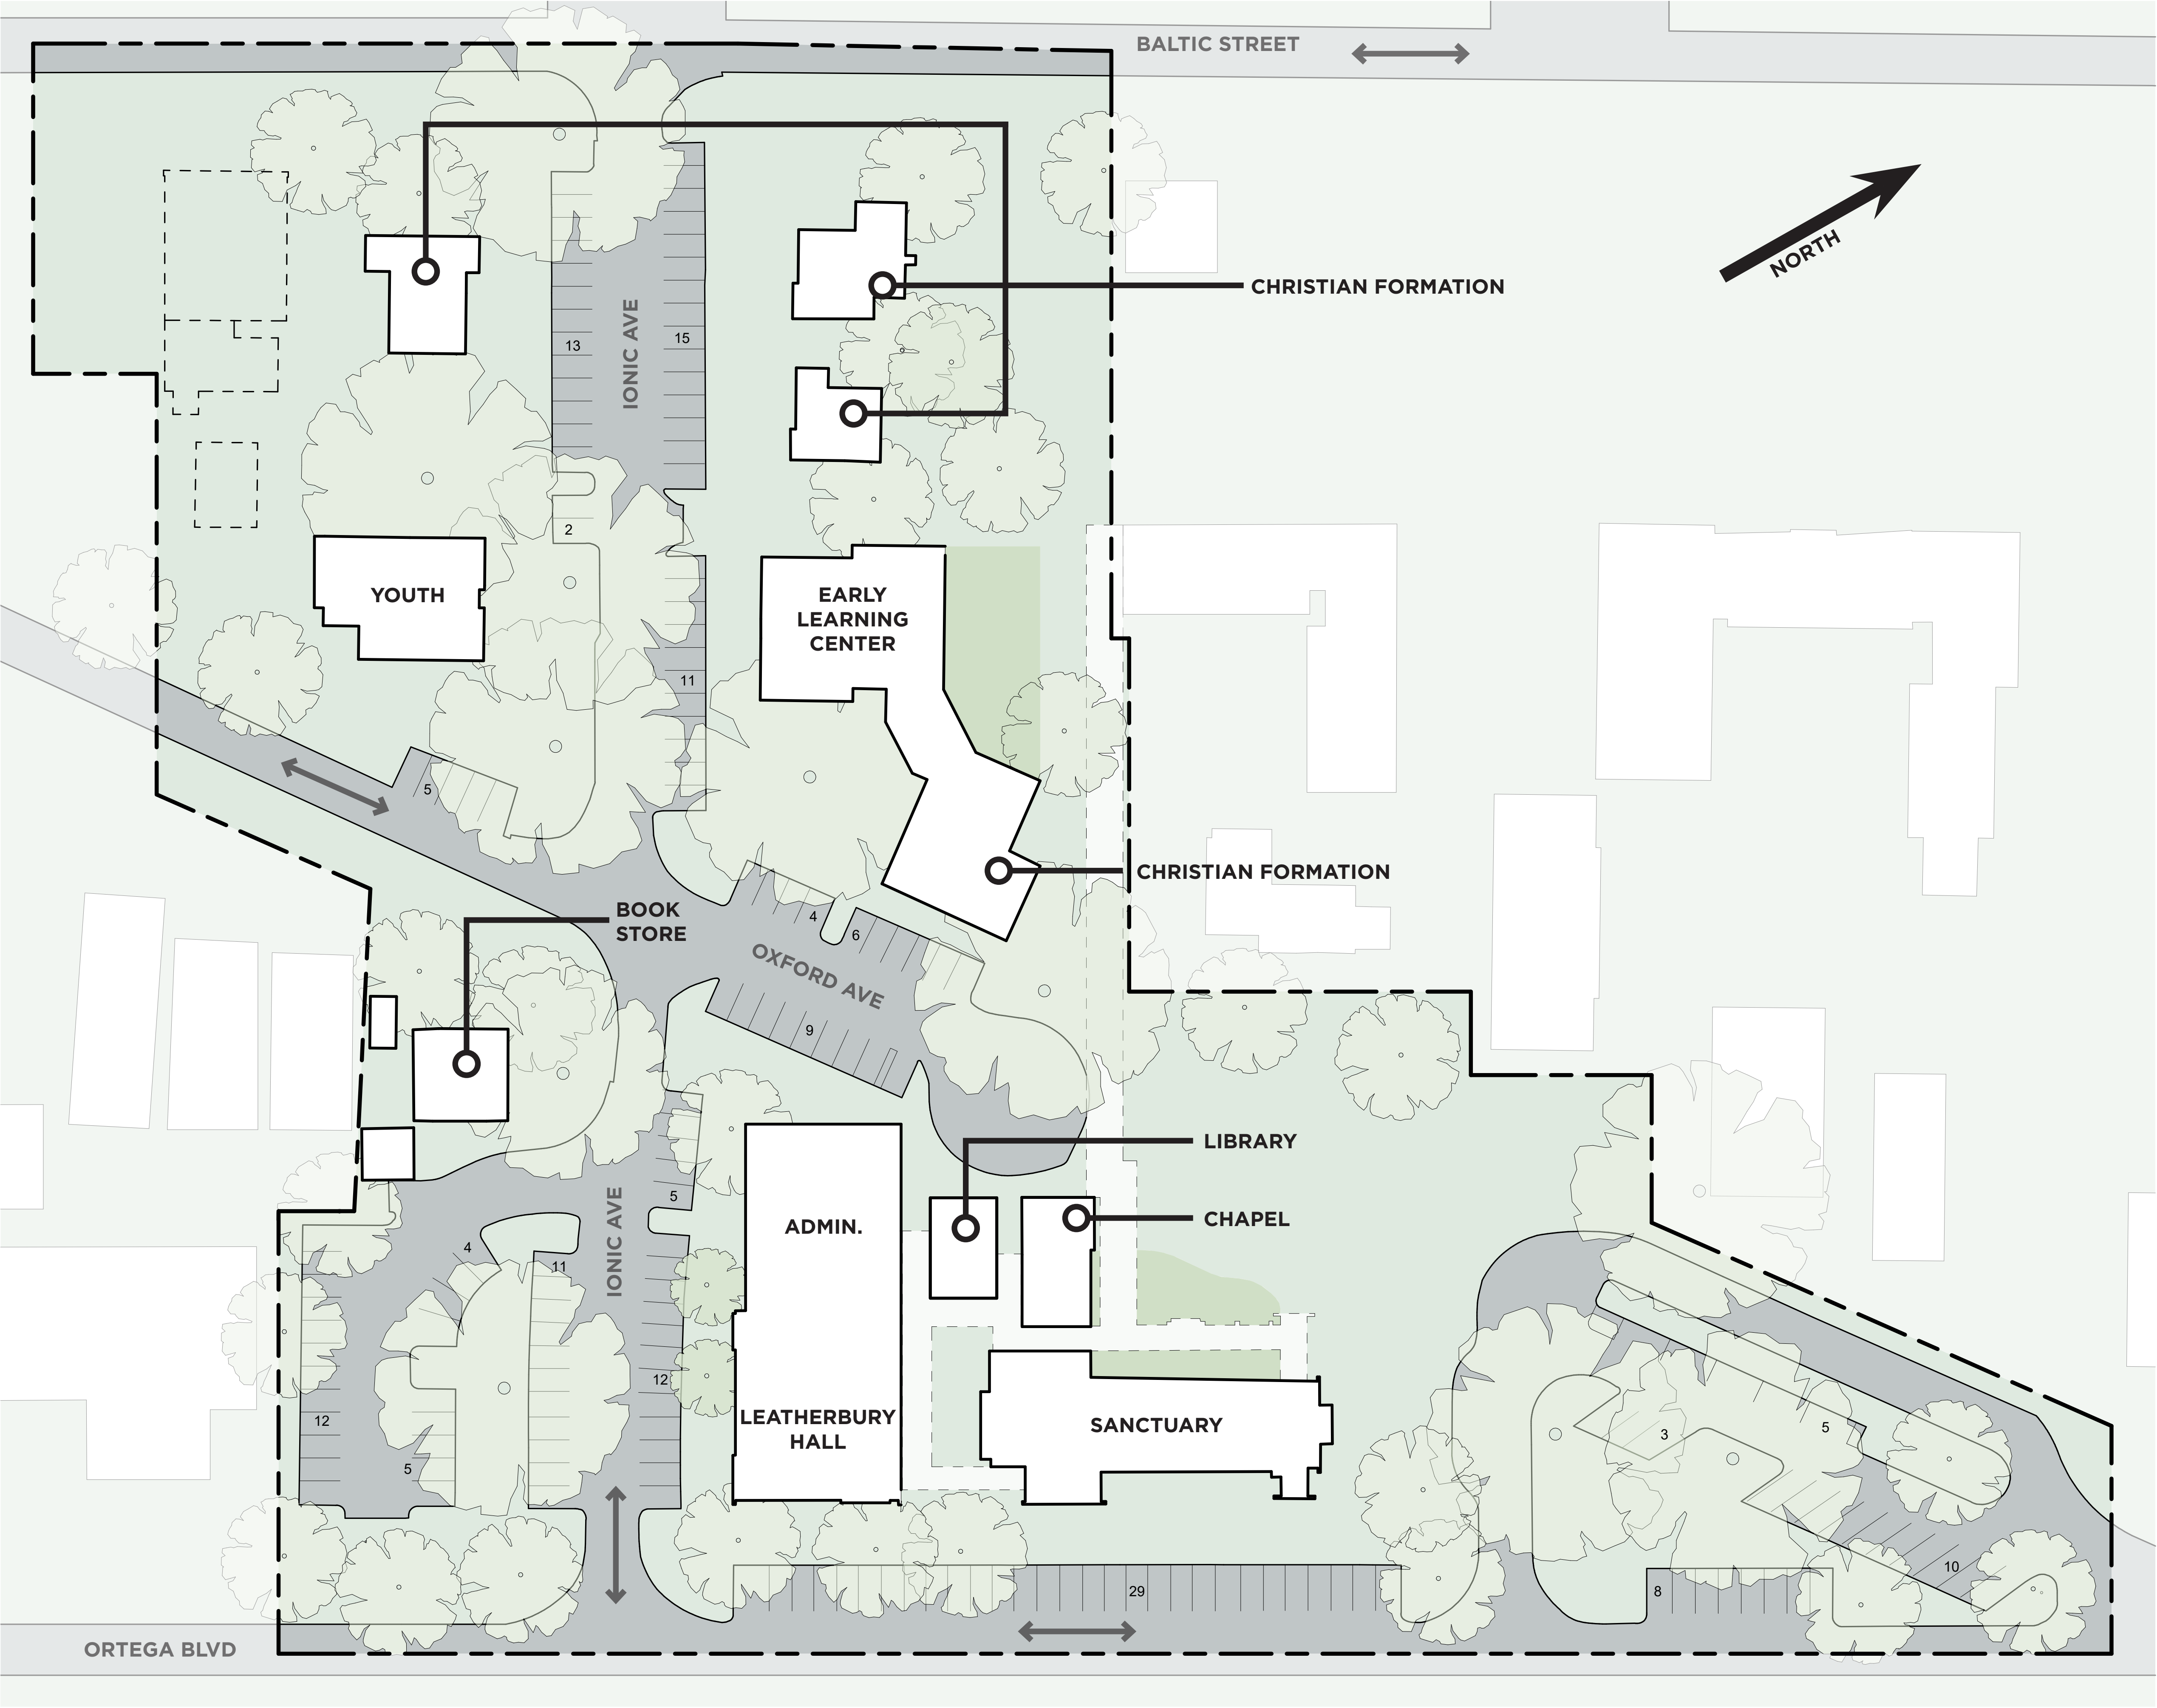 BALTIC STREET
NORTH
CHRISTIAN FORMATION
13
IONIC AVE
15
2
YOUTH
EARLY
LEARNING
CENTER
11
5
CHRISTIAN FORMATION
BOOK
STORE
4
6
OXFORD AVE
9
LIBRARY
5
CHAPEL
ADMIN.
4
11
IONIC AVE
12
12
5
LEATHERBURY
HALL
SANCTUARY
3
5
10
29
8
ORTEGA BLVD